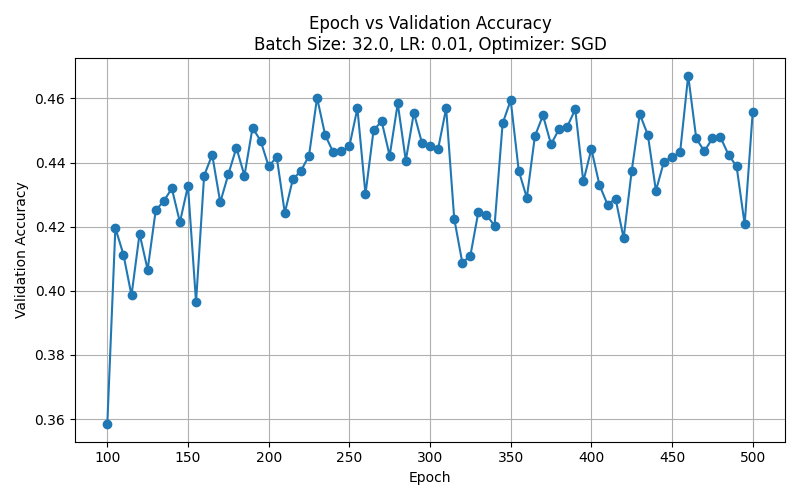 Epoch vs Validation Accuracy
Batch Size: 32.0, LR: 0.01, Optimizer: SGD
Validation Accuracy
0.46
0.44
0.42
0.40
0.38
0.36
100 150 200 250 300 350 400 450 500
Epoch